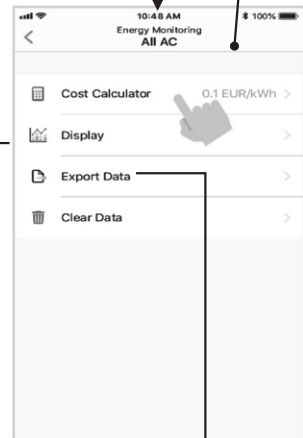 10:48 AM
100%
Energy Monitoring
All AC
Cost Calculator 0.1 EUR/kWh
Display
Export Data
Clear Data